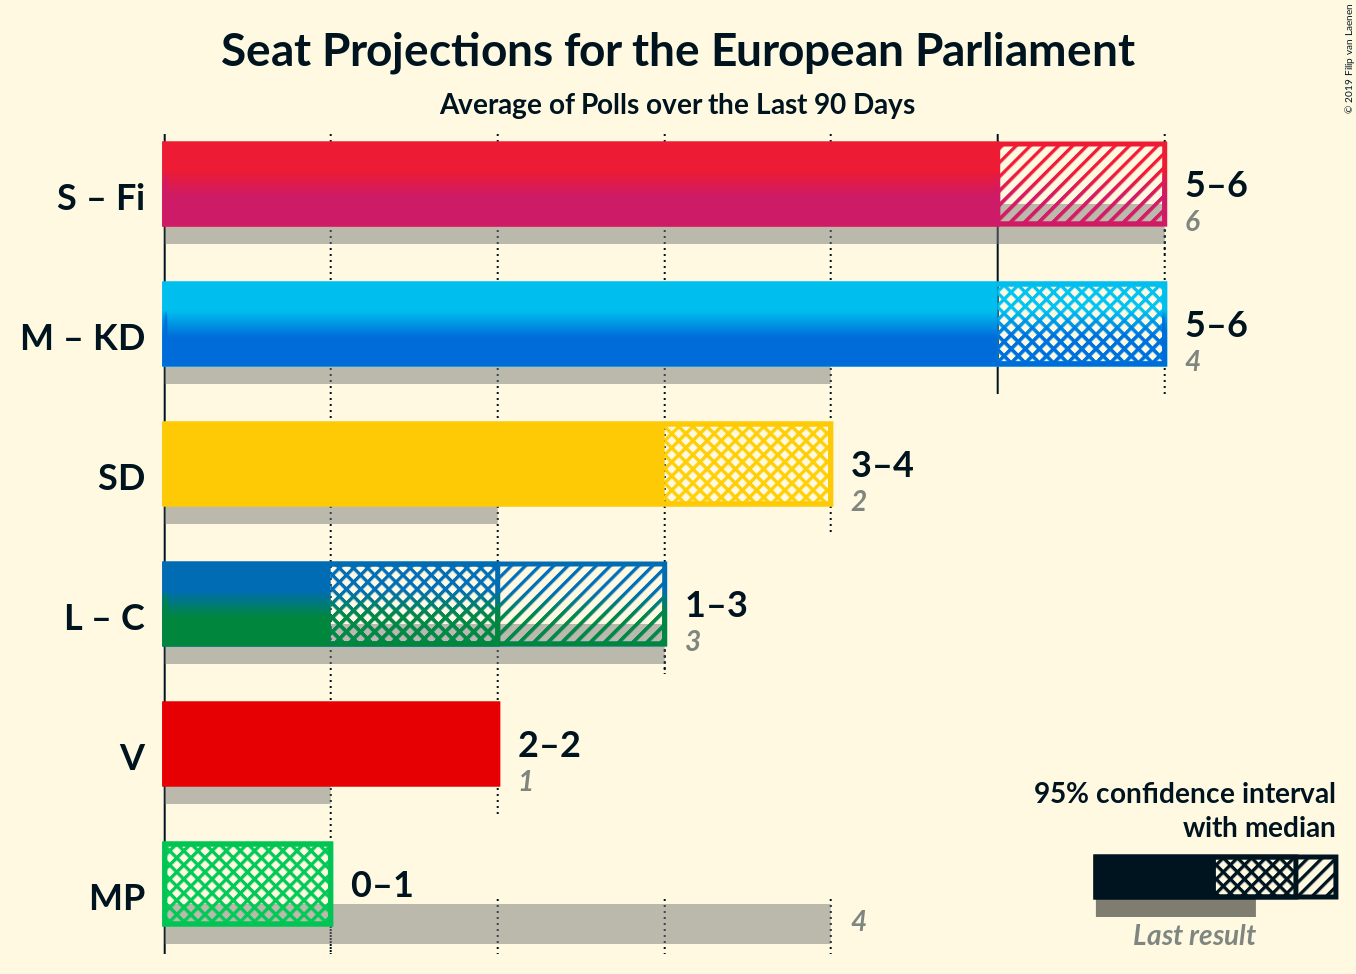 Seat Projections for the European Parliament
Average of Polls over the Last 90 Days
© 2019 Filip van Laenen
S – Fi
5–6
6
M – KD
5–6
4
SD
3–4
2
L – C
1–3
3
V
2–2
1
MP
0–1
4
95% confidence interval
with median
Last result